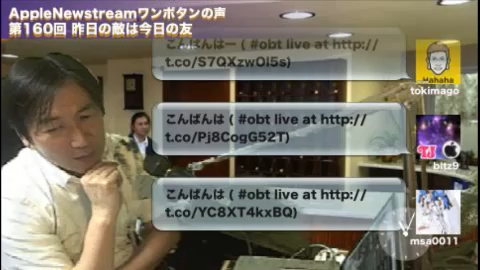 AppleNewstreamワンボタンの声
第160回 昨日の敵は今日の友
こんばんはー ( #obt live at http://
t.co/S7QXzwOl5s)
Hahaha
tokimago
こんばんは ( #obt live at http://
t.co/Pj8CogG52T)
bltz9
こんばんは ( #obt live at http://
t.co/YC8XT4kxBQ)
msa0011